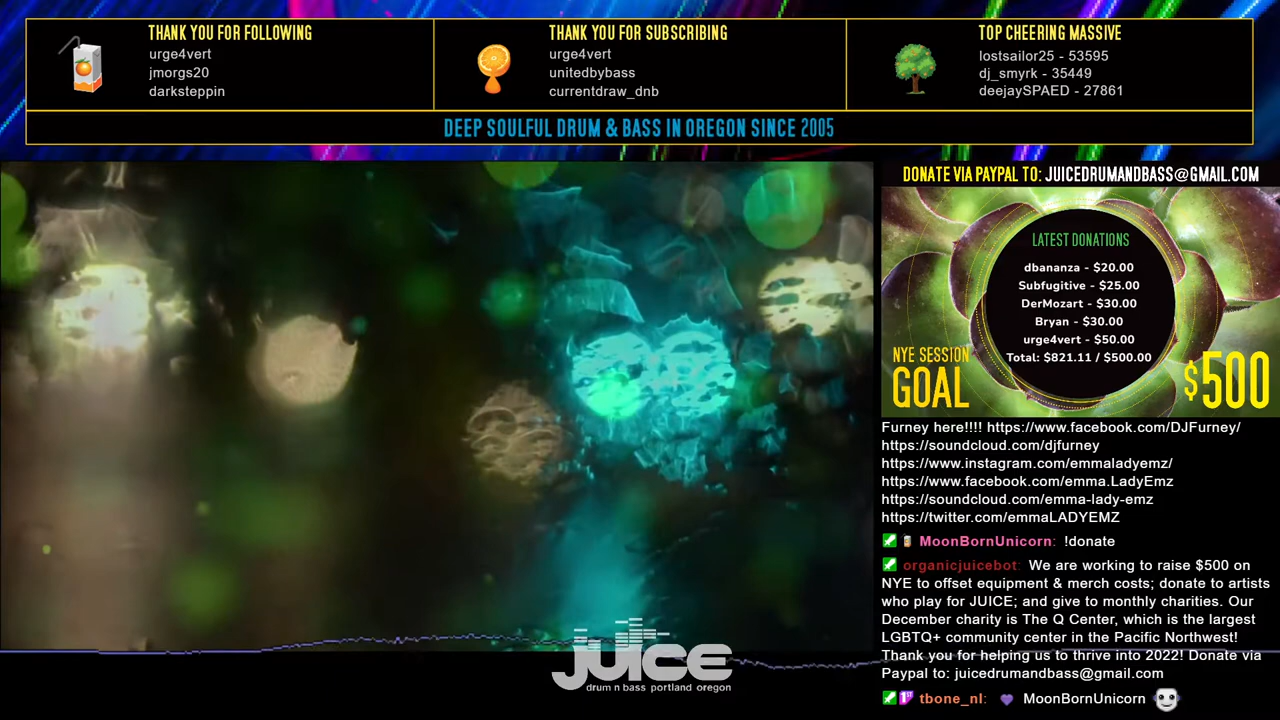 THANK YOU FOR FOLLOWING
urge4vert
jmorgs20
darksteppin
THANK YOU FOR SUBSCRIBING
urge4vert
unitedbybass
currentdraw_dnb
TOP CHEERING MASSIVE
lostsailor25 - 53595
dj_smyrk - 35449
deejaySPAED - 27861
DEEP SOULFUL DRUM & BASS IN OREGON SINCE 2005
DONATE VIA PAYPAL TO: JUICEDRUMANDBASS@GMAIL.COM
LATEST DONATIONS
dbananza - $20.00
Subfugitive - $25.00
DerMozart - $30.00
Bryan - $30.00
urge4vert - $50.00
Total: $821.11 / $500.00
NYE SESSION
GOAL
$500
Furney here!!!! https://www.facebook.com/DJFurney/
https://soundcloud.com/djfurney
https://www.instagram.com/emmaladyemz/
https://www.facebook.com/emma.LadyEmz
https://soundcloud.com/emma-lady-emz
https://twitter.com/emmaLADYEMZ
MoonBornUnicorn: !donate
organicjuicebot: We are working to raise $500 on
NYE to offset equipment & merch costs; donate to artists
who play for JUICE; and give to monthly charities. Our
December charity is The Q Center, which is the largest
LGBTQ+ community center in the Pacific Northwest!
Thank you for helping us to thrive into 2022! Donate via
Paypal to: juicedrumandbass@gmail.com
1ST tbone_nl: MoonBornUnicorn
JUICE
drum n bass portland oregon